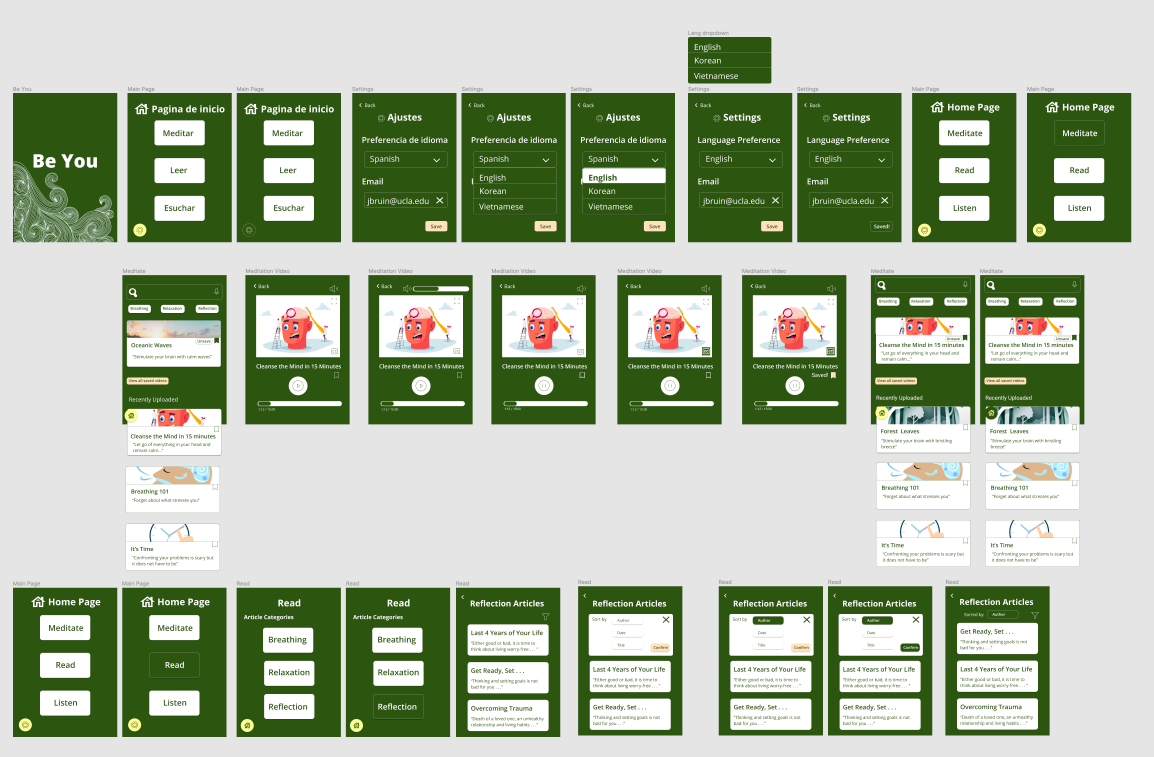 Lang dropdown
English
Korean
Vietnamese
Be You
Be You
Main Page
Pagina de inicio
Meditar
Leer
Esuchar
Main Page
Pagina de inicio
Meditar
Leer
Esuchar
Settings
Back
Ajustes
Preferencia de idioma
Spanish
Email
jbruin@ucla.edu
Save
Settings
Back
Ajustes
Preferencia de idioma
Spanish
English
Korean
Vietnamese
Save
Settings
Back
Ajustes
Preferencia de idioma
Spanish
English
Korean
Vietnamese
Save
Settings
Back
Settings
Language Preference
English
Email
jbruin@ucla.edu
Save
Settings
Back
Settings
Language Preference
English
Email
jbruin@ucla.edu
Saved!
Main Page
Home Page
Meditate
Read
Listen
Main Page
Home Page
Meditate
Read
Listen
Meditate
Breathing Relaxation Reflection
Oceanic Waves
Unsave
"Stimulate your brain with calm waves"
View all saved videos
Recently Uploaded
Cleanse the Mind in 15 minutes
"Let go of everything in your head and
remain calm..."
Breathing 101
"Forget about what stresses you"
It's Time
"Confronting your problems is scary but
it does not have to be"
Meditation Video
Back
Cleanse the Mind in 15 Minutes
Meditation Video
Back
Cleanse the Mind in 15 Minutes
Meditation Video
Back
Cleanse the Mind in 15 Minutes
Meditation Video
Back
Cleanse the Mind in 15 Minutes
Meditation Video
Back
Cleanse the Mind in 15 Minutes
Saved!
Meditate
Breathing Relaxation Reflection
Unsave
Cleanse the Mind in 15 minutes
"Let go of everything in your head and
remain calm..."
View all saved videos
Recently Uploaded
Forest Leaves
"Stimulate your brain with bristling
breeze"
Breathing 101
"Forget about what stresses you"
It's Time
"Confronting your problems is scary but
it does not have to be"
Meditate
Breathing Relaxation Reflection
Unsave
Cleanse the Mind in 15 minutes
"Let go of everything in your head and
remain calm..."
View all saved videos
Recently Uploaded
Forest Leaves
"Stimulate your brain with bristling
breeze"
Breathing 101
"Forget about what stresses you"
It's Time
"Confronting your problems is scary but
it does not have to be"
Main Page
Home Page
Meditate
Read
Listen
Main Page
Home Page
Meditate
Read
Listen
Read
Read
Article Categories
Breathing
Relaxation
Reflection
Read
Read
Article Categories
Breathing
Relaxation
Reflection
Read
Reflection Articles
Last 4 Years of Your Life
"Either good or bad, it is time to
think about living worry-free . . ."
Get Ready, Set . . .
"Thinking and setting goals is not
bad for you . . ."
Overcoming Trauma
"Death of a loved one, an unhealthy
relationship and living habits . . ."
Read
Reflection Articles
Sort by Author
Date
Title
Confirm
Last 4 Years of Your Life
"Either good or bad, it is time to
think about living worry-free . . ."
Get Ready, Set . . .
"Thinking and setting goals is not
bad for you . . ."
Read
Reflection Articles
Sort by Author
Date
Title
Confirm
Last 4 Years of Your Life
"Either good or bad, it is time to
think about living worry-free . . ."
Get Ready, Set . . .
"Thinking and setting goals is not
bad for you . . ."
Read
Reflection Articles
Sort by Author
Date
Title
Confirm
Last 4 Years of Your Life
"Either good or bad, it is time to
think about living worry-free . . ."
Get Ready, Set . . .
"Thinking and setting goals is not
bad for you . . ."
Read
Reflection Articles
Sorted by Author
Get Ready, Set . . .
"Thinking and setting goals is not
bad for you . . ."
Last 4 Years of Your Life
"Either good or bad, it is time to
think about living worry-free . . ."
Overcoming Trauma
"Death of a loved one, an unhealthy
relationship and living habits . . ."